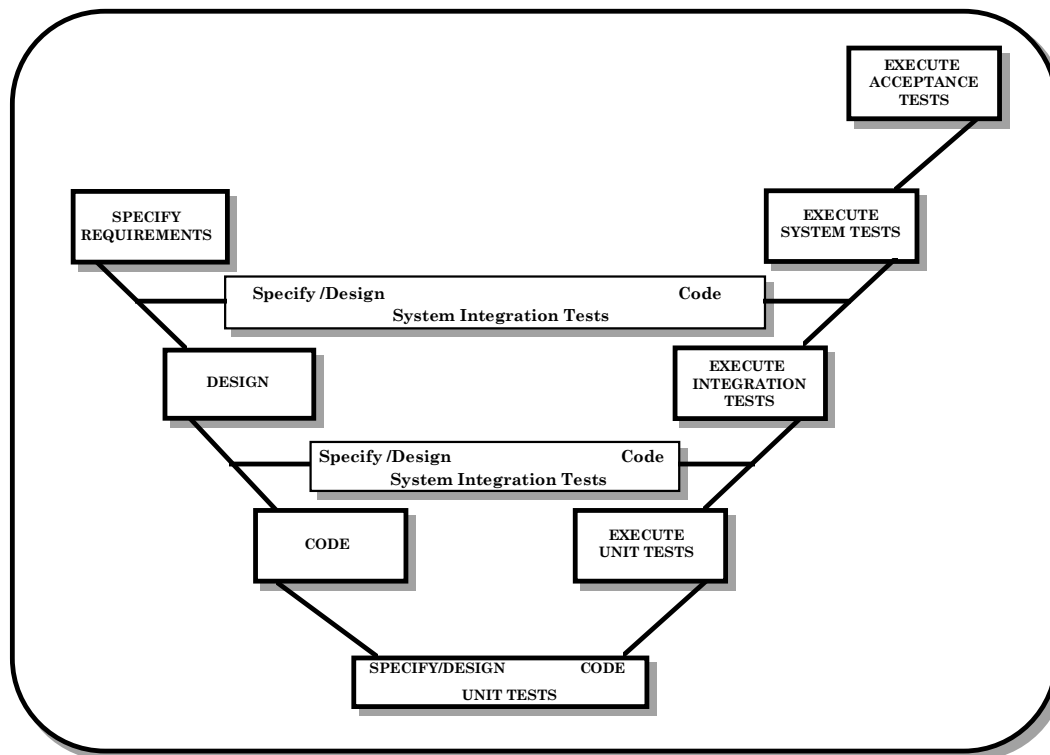 EXECUTE
ACCEPTANCE
TESTS
SPECIFY
REQUIREMENTS
EXECUTE
SYSTEM TESTS
Specify /Design Code
System Integration Tests
DESIGN
EXECUTE
INTEGRATION
TESTS
Specify /Design Code
System Integration Tests
CODE
EXECUTE
UNIT TESTS
SPECIFY/DESIGN CODE
UNIT TESTS